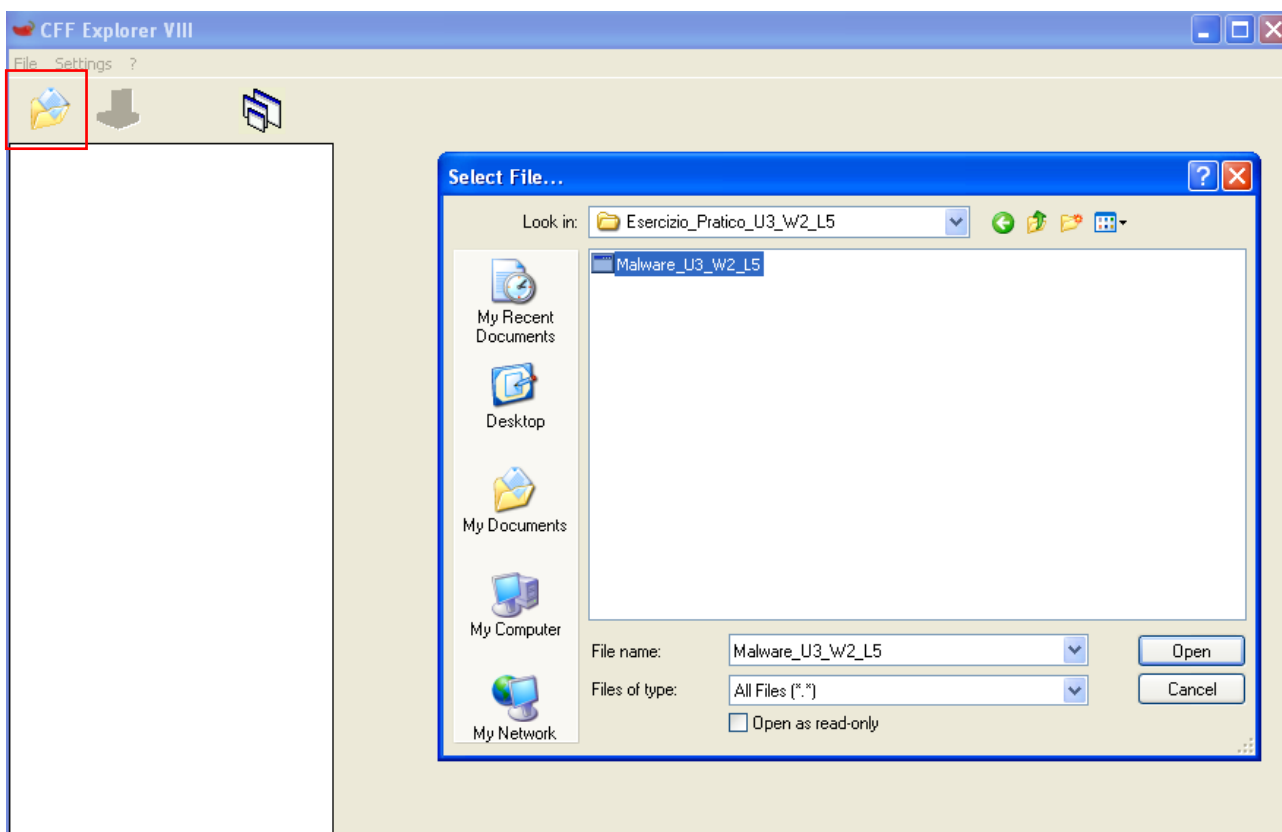 CFF Explorer VIII
File Settings ?
Select File...
Look in: Esercizio_Pratico_U3_W2_L5
Malware_U3_W2_L5
My Recent
Documents
Desktop
My Documents
My Computer
My Network
File name: Malware_U3_W2_L5 Open
Files of type: All Files (*.*) Cancel
Open as read-only